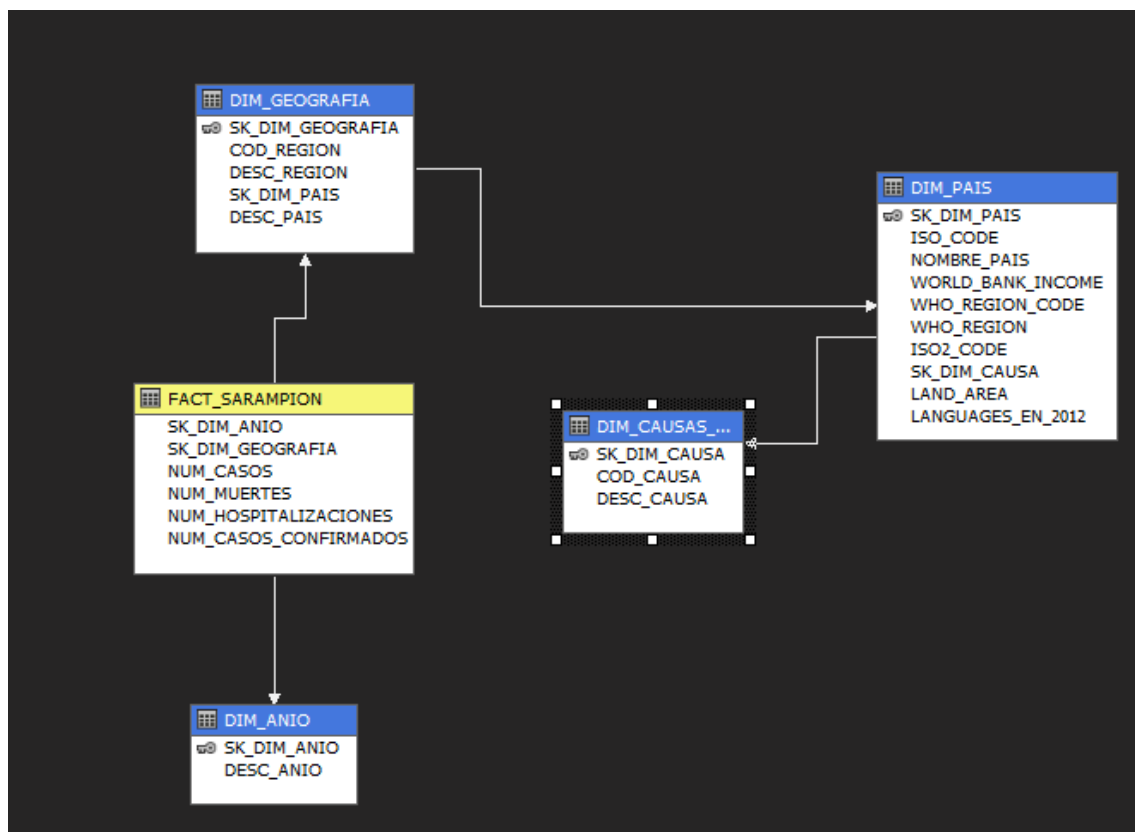 DIM_GEOGRAFIA
SK_DIM_GEOGRAFIA
COD_REGION
DESC_REGION
SK_DIM_PAIS
DESC_PAIS
DIM_PAIS
SK_DIM_PAIS
ISO_CODE
NOMBRE_PAIS
WORLD_BANK_INCOME
WHO_REGION_CODE
WHO_REGION
ISO2_CODE
SK_DIM_CAUSA
LAND_AREA
LANGUAGES_EN_2012
FACT_SARAMPION
SK_DIM_ANIO
SK_DIM_GEOGRAFIA
NUM_CASOS
NUM_MUERTES
NUM_HOSPITALIZACIONES
NUM_CASOS_CONFIRMADOS
DIM_CAUSAS_...
SK_DIM_CAUSA
COD_CAUSA
DESC_CAUSA
DIM_ANIO
SK_DIM_ANIO
DESC_ANIO